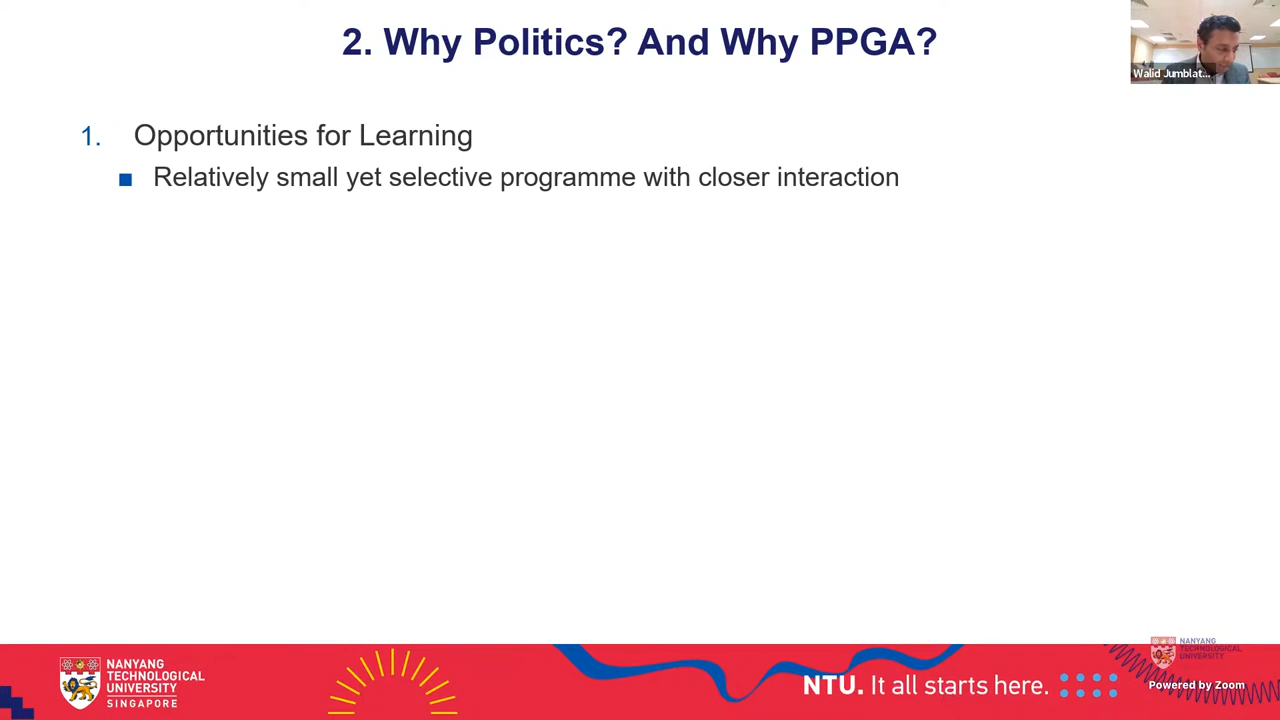 2. Why Politics? And Why PPGA?
Walid Jumblat...
1. Opportunities for Learning
■ Relatively small yet selective programme with closer interaction
NANYANG
TECHNOLOGICAL
UNIVERSITY
SINGAPORE
NTU. It all starts here.
NANYANG
TECHNOLOGICAL
UNIVERSITY
Powered by Zoom